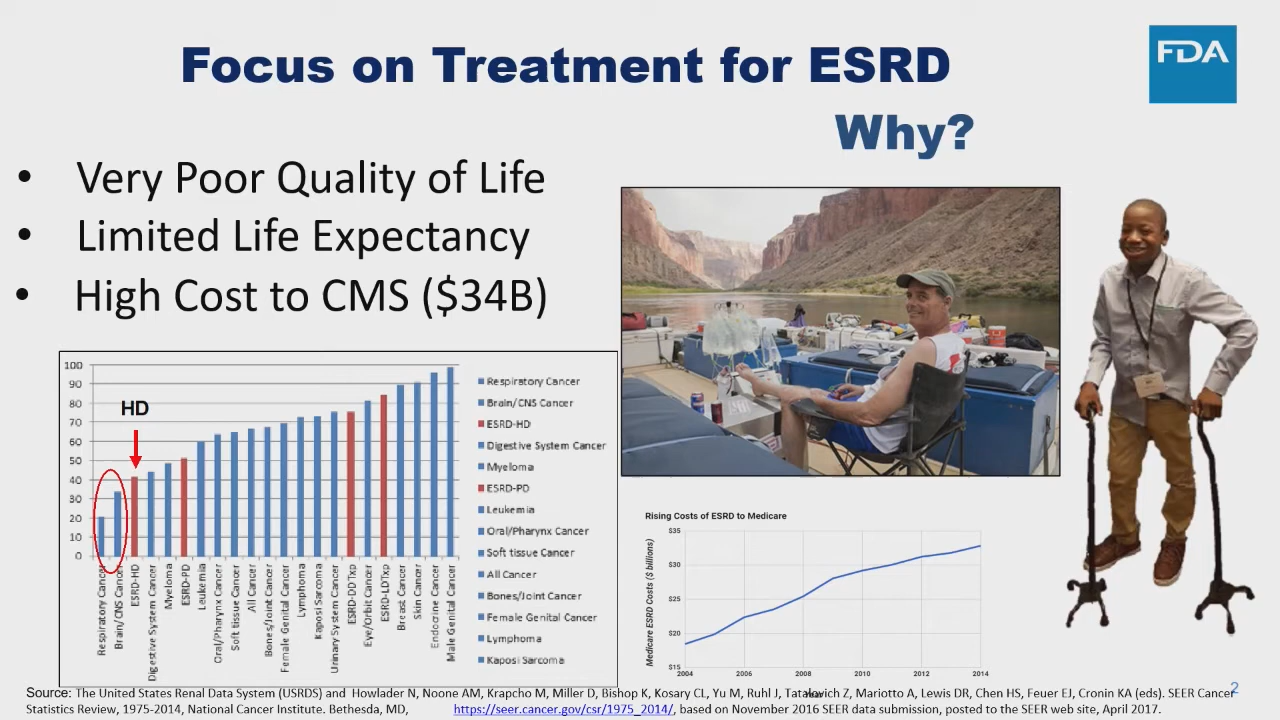 Focus on Treatment for ESRD
FDA
Why?
• Very Poor Quality of Life
• Limited Life Expectancy
• High Cost to CMS ($34B)
100
90
80
70
60
50
40
30
20
10
0
HD
Respiratory Cancer
Brain/CNS Cancer
ESRD-HD
Digestive System Cancer
Myeloma
ESRD-PD
Leukemia
Oral/Pharynx Cancer
Soft tissue Cancer
All Cancer
Bones/Joint Cancer
Female Genital Cancer
Lymphoma
Kaposi Sarcoma
Urinary System Cancer
ESRD-DDTxp
Eye/Orbit Cancer
ESRD-LDTxp
Breast Cancer
Skin Cancer
Endocrine Cancer
Male Genital Cancer
Respiratory Cancer
Brain/CNS Cancer
ESRD-HD
Digestive System Cancer
Myeloma
ESRD-PD
Leukemia
Oral/Pharynx Cancer
Soft tissue Cancer
All Cancer
Bones/Joint Cancer
Female Genital Cancer
Lymphoma
Kaposi Sarcoma
Rising Costs of ESRD to Medicare
Medicare ESRD Costs ($ billions)
$35
$30
$25
$20
$15
2004
2006
2008
2010
2012
2014
Year
Source: The United States Renal Data System (USRDS) and Howlader N, Noone AM, Krapcho M, Miller D, Bishop K, Kosary CL, Yu M, Ruhl J, Tatalovich Z, Mariotto A, Lewis DR, Chen HS, Feuer EJ, Cronin KA (eds). SEER Cancer
Statistics Review, 1975-2014, National Cancer Institute. Bethesda, MD, https://seer.cancer.gov/csr/1975_2014/, based on November 2016 SEER data submission, posted to the SEER web site, April 2017.
2